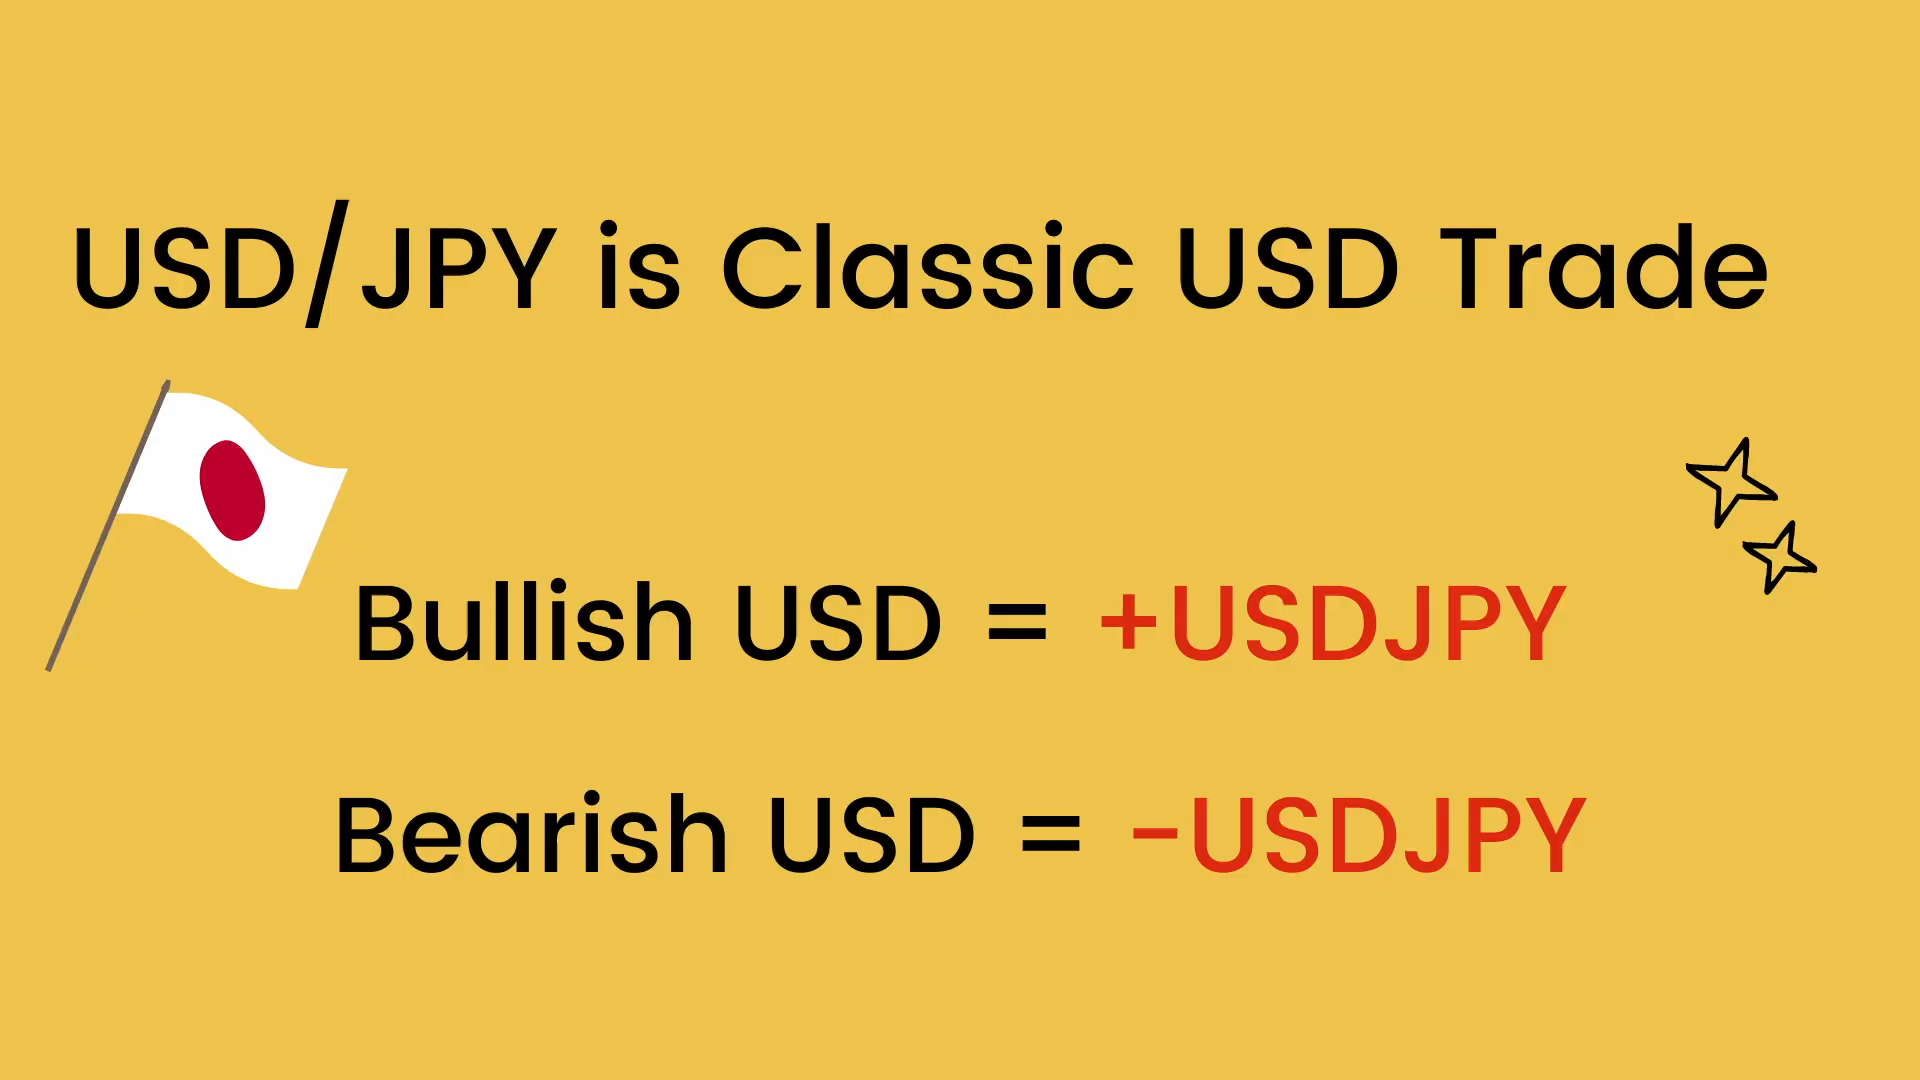 USD/JPY is Classic USD Trade
Bullish USD = +USDJPY
Bearish USD = -USDJPY